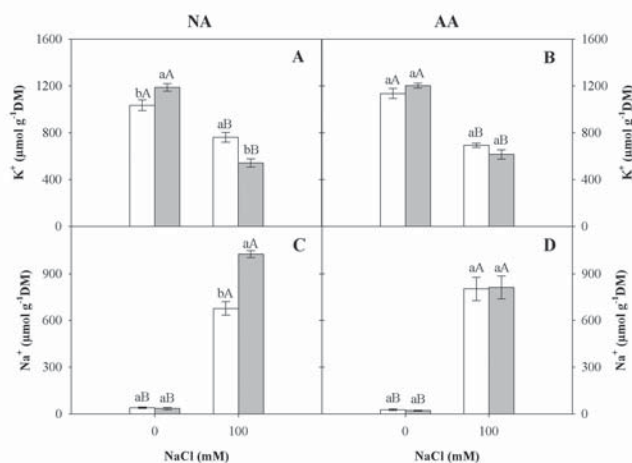 NA AA
1600 A B 1600
1200 bA aA aA aA 1200
800 aB bB aB aB 800
400 400
0 0
K⁺ (μmol g⁻¹DM) K⁺ (μmol g⁻¹DM)
C D
900 bA aA aA aA 900
600 600
300 300
0 aB aB aB aB 0
Na⁺ (μmol g⁻¹DM) Na⁺ (μmol g⁻¹DM)
0 100 0 100
NaCl (mM) NaCl (mM)